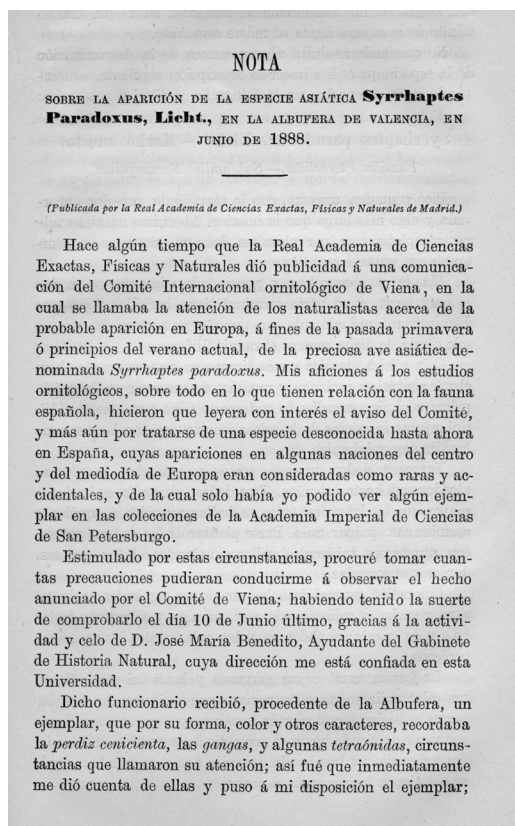 NOTA
SOBRE LA APARICIÓN DE LA ESPECIE ASIÁTICA Syrrhaptes
Paradoxus, Licht., EN LA ALBUFERA DE VALENCIA, EN
JUNIO DE 1888.
(Publicada por la Real Academia de Ciencias Exactas, Físicas y Naturales de Madrid.)
Hace algún tiempo que la Real Academia de Ciencias
Exactas, Físicas y Naturales dió publicidad á una comunica-
ción del Comité Internacional ornitológico de Viena, en la
cual se llamaba la atención de los naturalistas acerca de la
probable aparición en Europa, á fines de la pasada primavera
ó principios del verano actual, de la preciosa ave asiática de-
nominada Syrrhaptes paradoxus. Mis aficiones á los estudios
ornitológicos, sobre todo en lo que tienen relación con la fauna
española, hicieron que leyera con interés el aviso del Comité,
y más aún por tratarse de una especie desconocida hasta ahora
en España, cuyas apariciones en algunas naciones del centro
y del mediodía de Europa eran consideradas como raras y ac-
cidentales, y de la cual solo había yo podido ver algún ejem-
plar en las colecciones de la Academia Imperial de Ciencias
de San Petersburgo.
Estimulado por estas circunstancias, procuré tomar cuan-
tas precauciones pudieran conducirme á observar el hecho
anunciado por el Comité de Viena; habiendo tenido la suerte
de comprobarlo el día 10 de Junio último, gracias á la activi-
dad y celo de D. José María Benedito, Ayudante del Gabinete
de Historia Natural, cuya dirección me está confiada en esta
Universidad.
Dicho funcionario recibió, procedente de la Albufera, un
ejemplar, que por su forma, color y otros caracteres, recordaba
la perdiz cenicienta, las gangas, y algunas tetraónidas, circuns-
tancias que llamaron su atención; así fué que inmediatamente
me dió cuenta de ellas y puso á mi disposición el ejemplar;